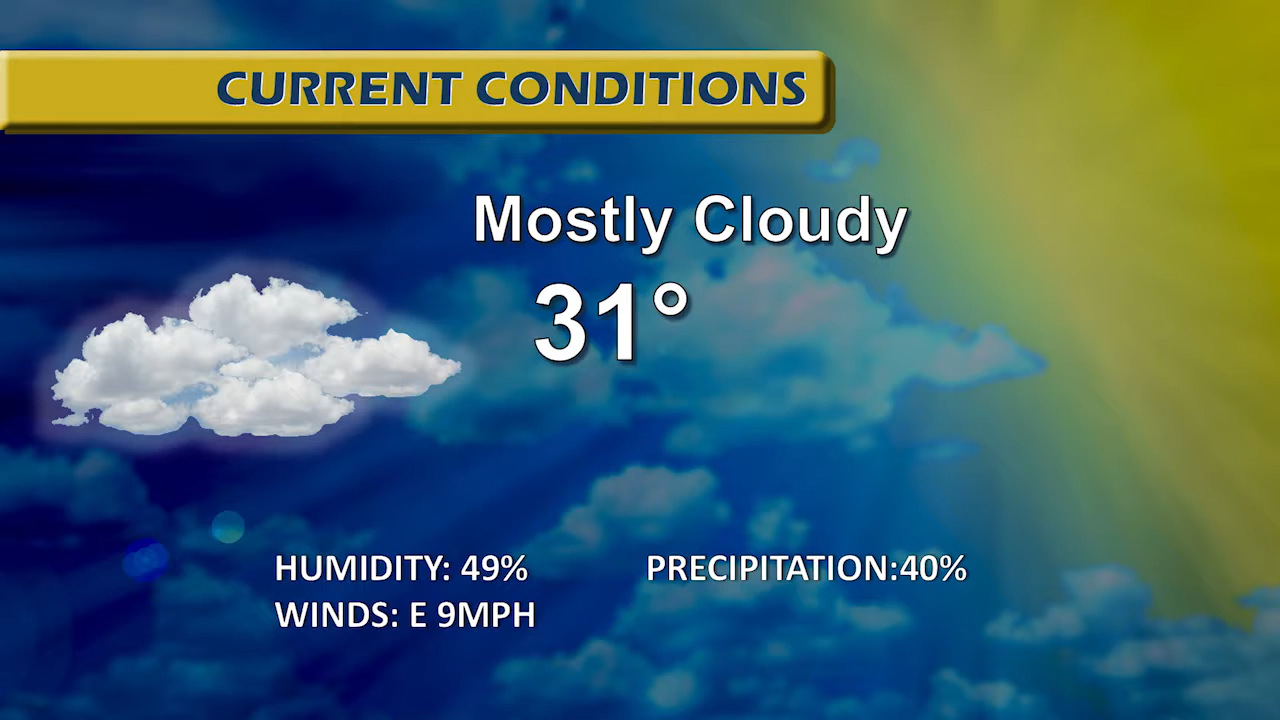 CURRENT CONDITIONS
Mostly Cloudy
31°
HUMIDITY: 49%
PRECIPITATION:40%
WINDS: E 9MPH